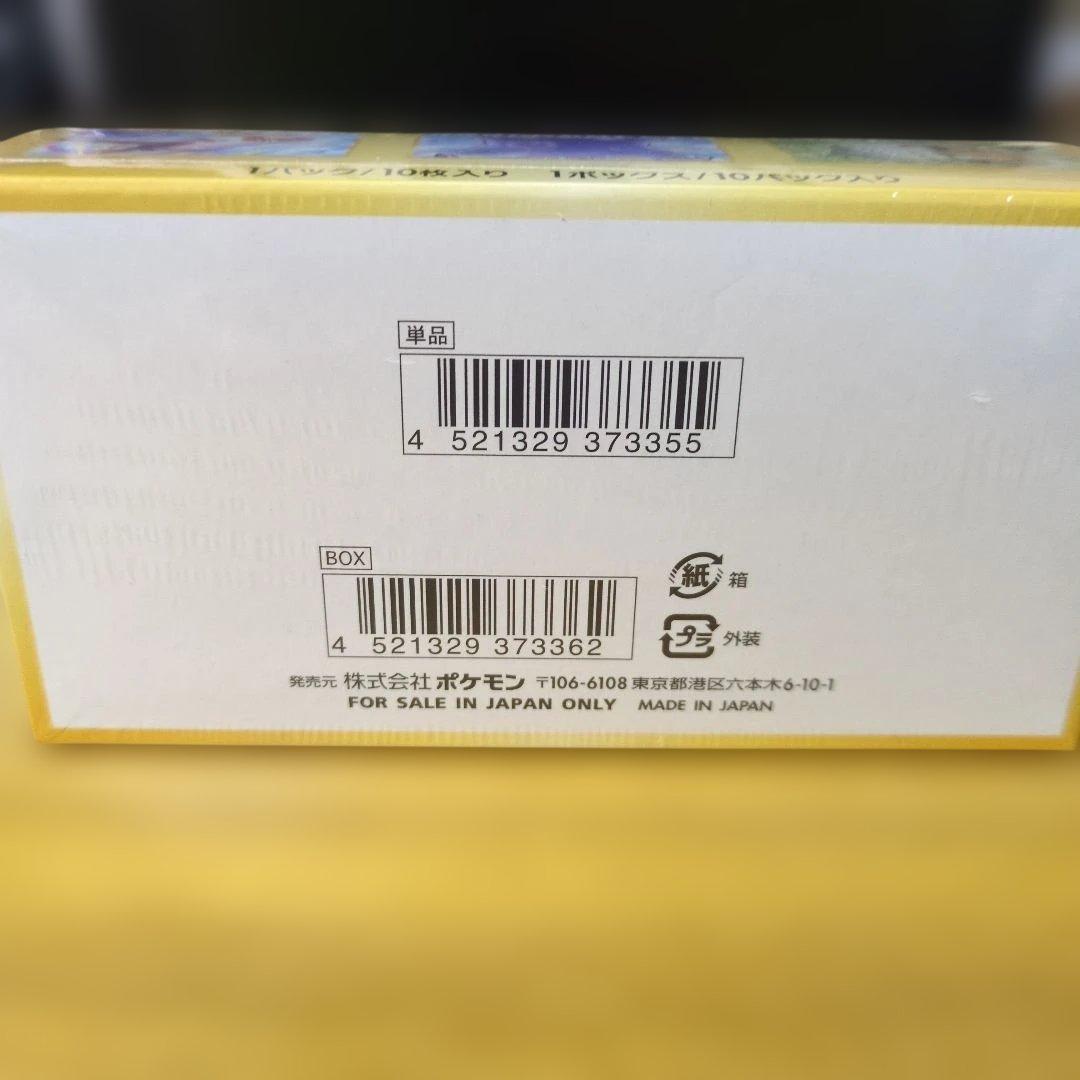 1パック/10枚入り 1ボックス/10パック入り
単品
4 521329 373355
BOX
4 521329 373362
紙 箱
プラ 外装
発売元 株式会社 ポケモン 〒106-6108 東京都港区六本木6-10-1
FOR SALE IN JAPAN ONLY MADE IN JAPAN